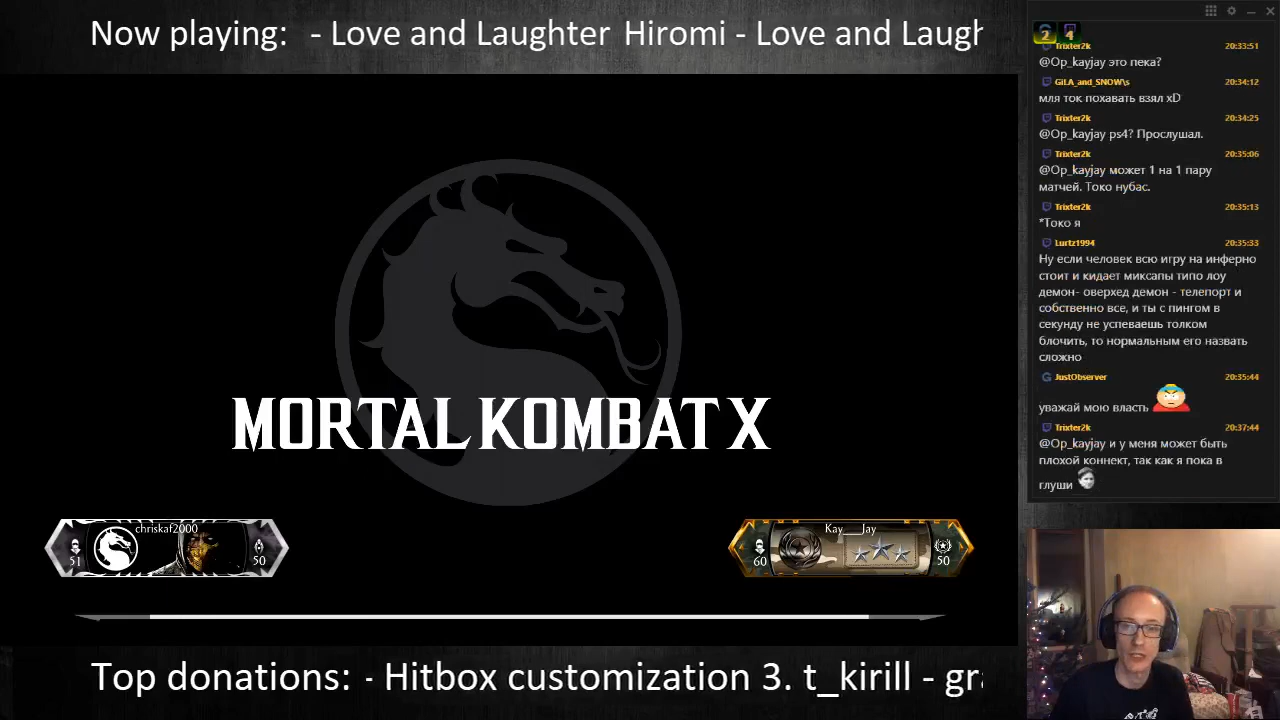 Now playing: - Love and Laughter Hiromi - Love and Laugh
2 4
Trixter2k 20:33:51
@Op_kayjay это пека?
GiLA_and_SNOW\s 20:34:12
мля ток похавать взял xD
Trixter2k 20:34:25
@Op_kayjay ps4? Прослушал.
Trixter2k 20:35:06
@Op_kayjay может 1 на 1 пару
матчей. Токо нубас.
Trixter2k 20:35:13
*Токо я
Lurtz1994 20:35:33
Ну если человек всю игру на инферно
стоит и кидает миксапы типо лоу
демон- оверхед демон - телепорт и
собственно все, и ты с пингом в
секунду не успеваешь толком
блочить, то нормальным его назвать
сложно
JustObserver 20:35:44
уважай мою власть
Trixter2k 20:37:44
@Op_kayjay и у меня может быть
плохой коннект, так как я пока в
глуши
MORTAL KOMBAT X
chriskaf2000
51 50
Kay___Jay
60 50
Top donations: - Hitbox customization 3. t_kirill - gra